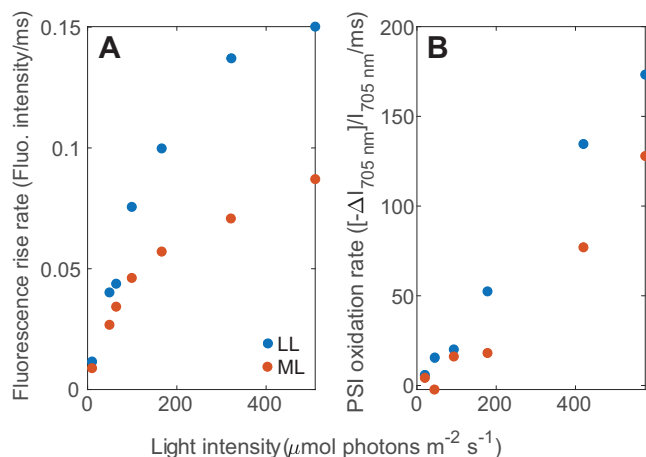 A
B
Fluorescence rise rate (Fluo. intensity/ms)
0.15
0.1
0.05
0
0
200
400
LL
ML
PSI oxidation rate ([-ΔI705 nm]/I705 nm/ms)
200
150
100
50
0
0
200
400
Light intensity(μmol photons m-2 s-1)